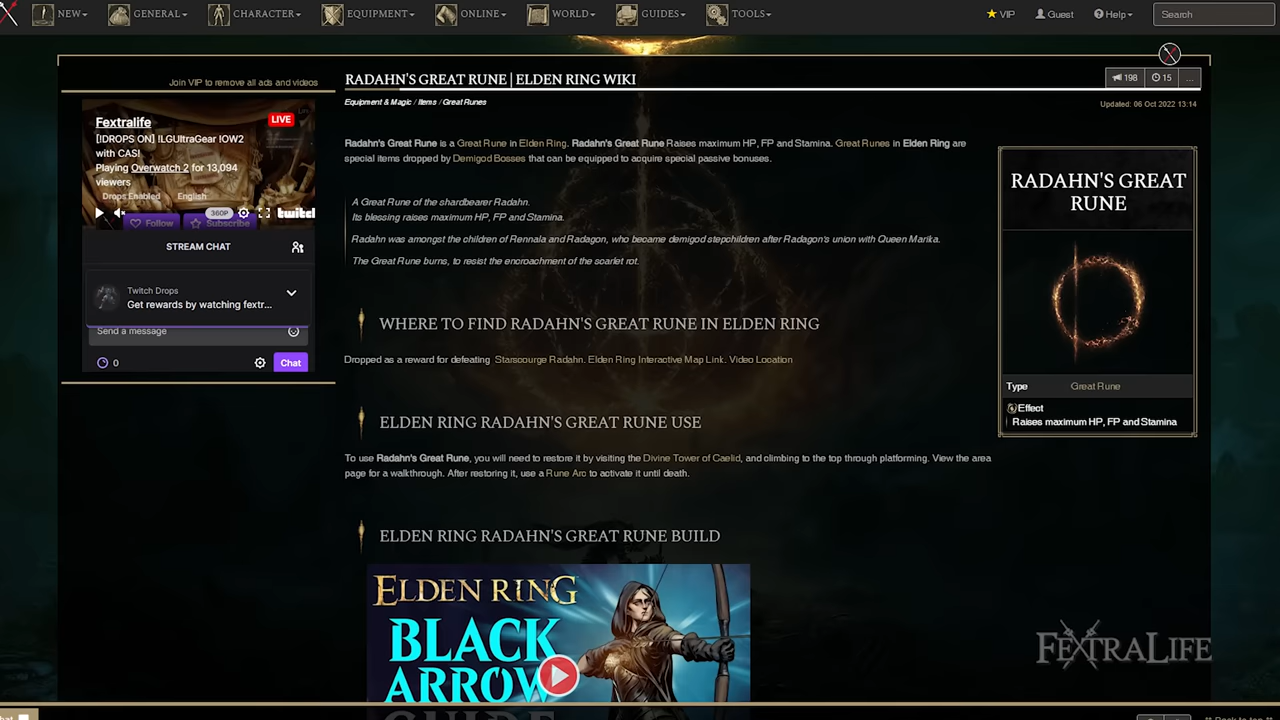 NEW
GENERAL
CHARACTER
EQUIPMENT
ONLINE
WORLD
GUIDES
TOOLS
VIP
Guest
Help
Search
Join VIP to remove all ads and videos
Fextralife
LIVE
[!DROPS ON] !LGUltraGear !OW2
with CAS!
Playing Overwatch 2 for 13,094
viewers
Drops Enabled English
360P
twitch
Follow
Subscribe
STREAM CHAT
Twitch Drops
Get rewards by watching fextr...
Send a message
0
Chat
RADAHN'S GREAT RUNE | ELDEN RING WIKI
198
15
...
Equipment & Magic / Items / Great Runes
Updated: 06 Oct 2022 13:14
Radahn's Great Rune is a Great Rune in Elden Ring. Radahn's Great Rune Raises maximum HP, FP and Stamina. Great Runes in Elden Ring are
special items dropped by Demigod Bosses that can be equipped to acquire special passive bonuses.
A Great Rune of the shardbearer Radahn.
Its blessing raises maximum HP, FP and Stamina.
Radahn was amongst the children of Rennala and Radagon, who became demigod stepchildren after Radagon's union with Queen Marika.
The Great Rune burns, to resist the encroachment of the scarlet rot.
WHERE TO FIND RADAHN'S GREAT RUNE IN ELDEN RING
Dropped as a reward for defeating Starscourge Radahn. Elden Ring Interactive Map Link. Video Location
ELDEN RING RADAHN'S GREAT RUNE USE
To use Radahn's Great Rune, you will need to restore it by visiting the Divine Tower of Caelid, and climbing to the top through platforming. View the area
page for a walkthrough. After restoring it, use a Rune Arc to activate it until death.
ELDEN RING RADAHN'S GREAT RUNE BUILD
ELDEN RING
BLACK
ARROW
GUIDE
RADAHN'S GREAT
RUNE
Type Great Rune
Effect
Raises maximum HP, FP and Stamina
FEXTRALIFE